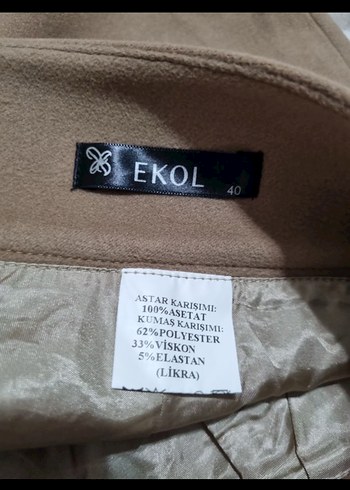 EKOL
40
ASTAR KARIŞIMI:
100%ASETAT
KUMAŞ KARIŞIMI:
62%POLYESTER
33%VİSKON
5%ELASTAN
(LİKRA)